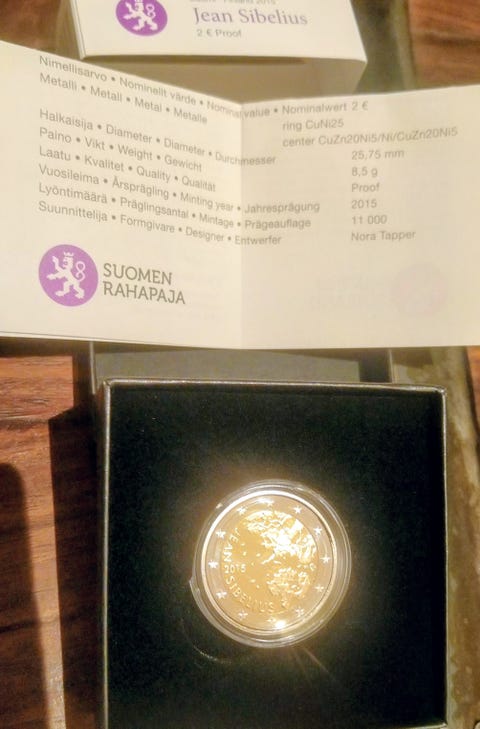 Jean Sibelius
2 € Proof
Nimellisarvo • Nominellt värde • Nominal value • Nominalwert 2 €
Metalli • Metall • Metal • Metalle ring CuNi25
center CuZn20Ni5/Ni/CuZn20Ni5
Halkaisija • Diameter • Diameter • Durchmesser 25,75 mm
Paino • Vikt • Weight • Gewicht 8,5 g
Laatu • Kvalitet • Quality • Qualität Proof
Vuosileima • Årsprägling • Minting year • Jahresprägung 2015
Lyöntimäärä • Präglingsantal • Mintage • Prägeauflage 11 000
Suunnittelija • Formgivare • Designer • Entwerfer Nora Tapper
SUOMEN
RAHAPAJA
JEAN SIBELIUS
2015